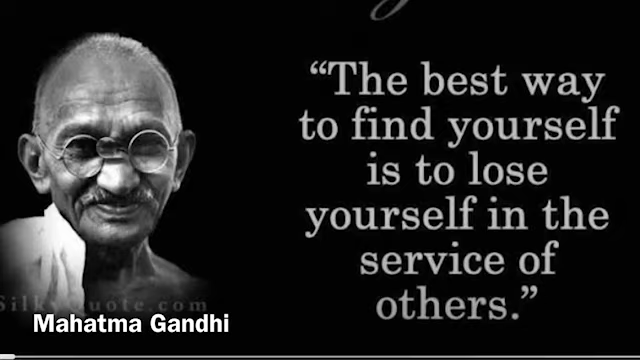 “The best way
to find yourself
is to lose
yourself in the
service of
others.”
Mahatma Gandhi